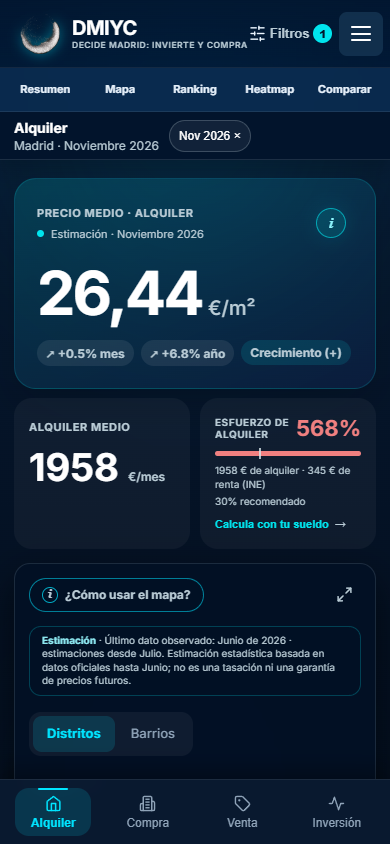 DMIYC
DECIDE MADRID: INVIERTE Y COMPRA
Filtros 1
Resumen Mapa Ranking Heatmap Comparar
Alquiler
Madrid · Noviembre 2026
Nov 2026 ×
PRECIO MEDIO · ALQUILER
i
Estimación · Noviembre 2026
26,44 €/m²
↗ +0.5% mes
↗ +6.8% año
Crecimiento (+)
ALQUILER MEDIO
1958 €/mes
ESFUERZO DE
ALQUILER
568%
1958 € de alquiler · 345 € de
renta (INE)
30% recomendado
Calcula con tu sueldo →
i ¿Cómo usar el mapa?
Estimación · Último dato observado: Junio de 2026 ·
estimaciones desde Julio. Estimación estadística basada en
datos oficiales hasta Junio; no es una tasación ni una garantía
de precios futuros.
Distritos Barrios
Alquiler Compra Venta Inversión